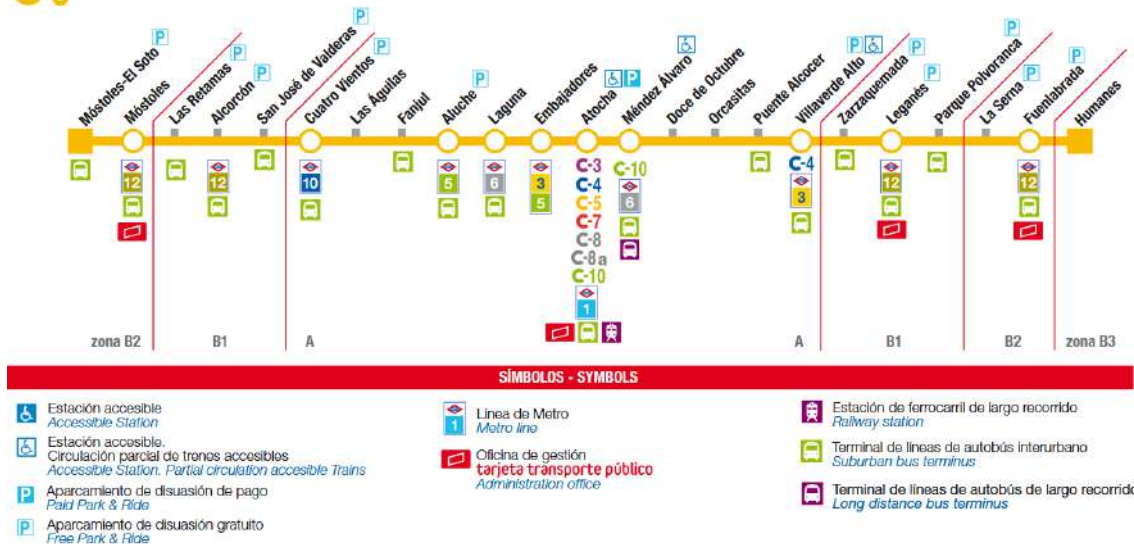 Móstoles-El Soto
Móstoles
Las Retamas
Alcorcón
San José de Valderas
Cuatro Vientos
Las Águilas
Fanjul
Aluche
Laguna
Embajadores
Atocha
Méndez Álvaro
Doce de Octubre
Orcasitas
Puente Alcocer
Villaverde Alto
Zarzaquemada
Leganés
Parque Polvoranca
La Serna
Fuenlabrada
Humanes
P
P
P
P
P
P
P
P
P
P
P
P
P
12
12
10
5
6
3
5
C-3
C-4
C-5
C-7
C-8
C-8a
C-10
1
C-10
6
C-4
3
12
12
zona B2
B1
A
A
B1
B2
zona B3
SÍMBOLOS - SYMBOLS
Estación accesible
Accessible Station
Estación accesible.
Circulación parcial de trenes accesibles
Accessible Station. Partial circulation accesible Trains
P Aparcamiento de disuasión de pago
Paid Park & Ride
P Aparcamiento de disuasión gratuito
Free Park & Ride
1 Línea de Metro
Metro line
Oficina de gestión
tarjeta transporte público
Administration office
Estación de ferrocarril de largo recorrido
Railway station
Terminal de líneas de autobús interurbano
Suburban bus terminus
Terminal de líneas de autobús de largo recorrido
Long distance bus terminus